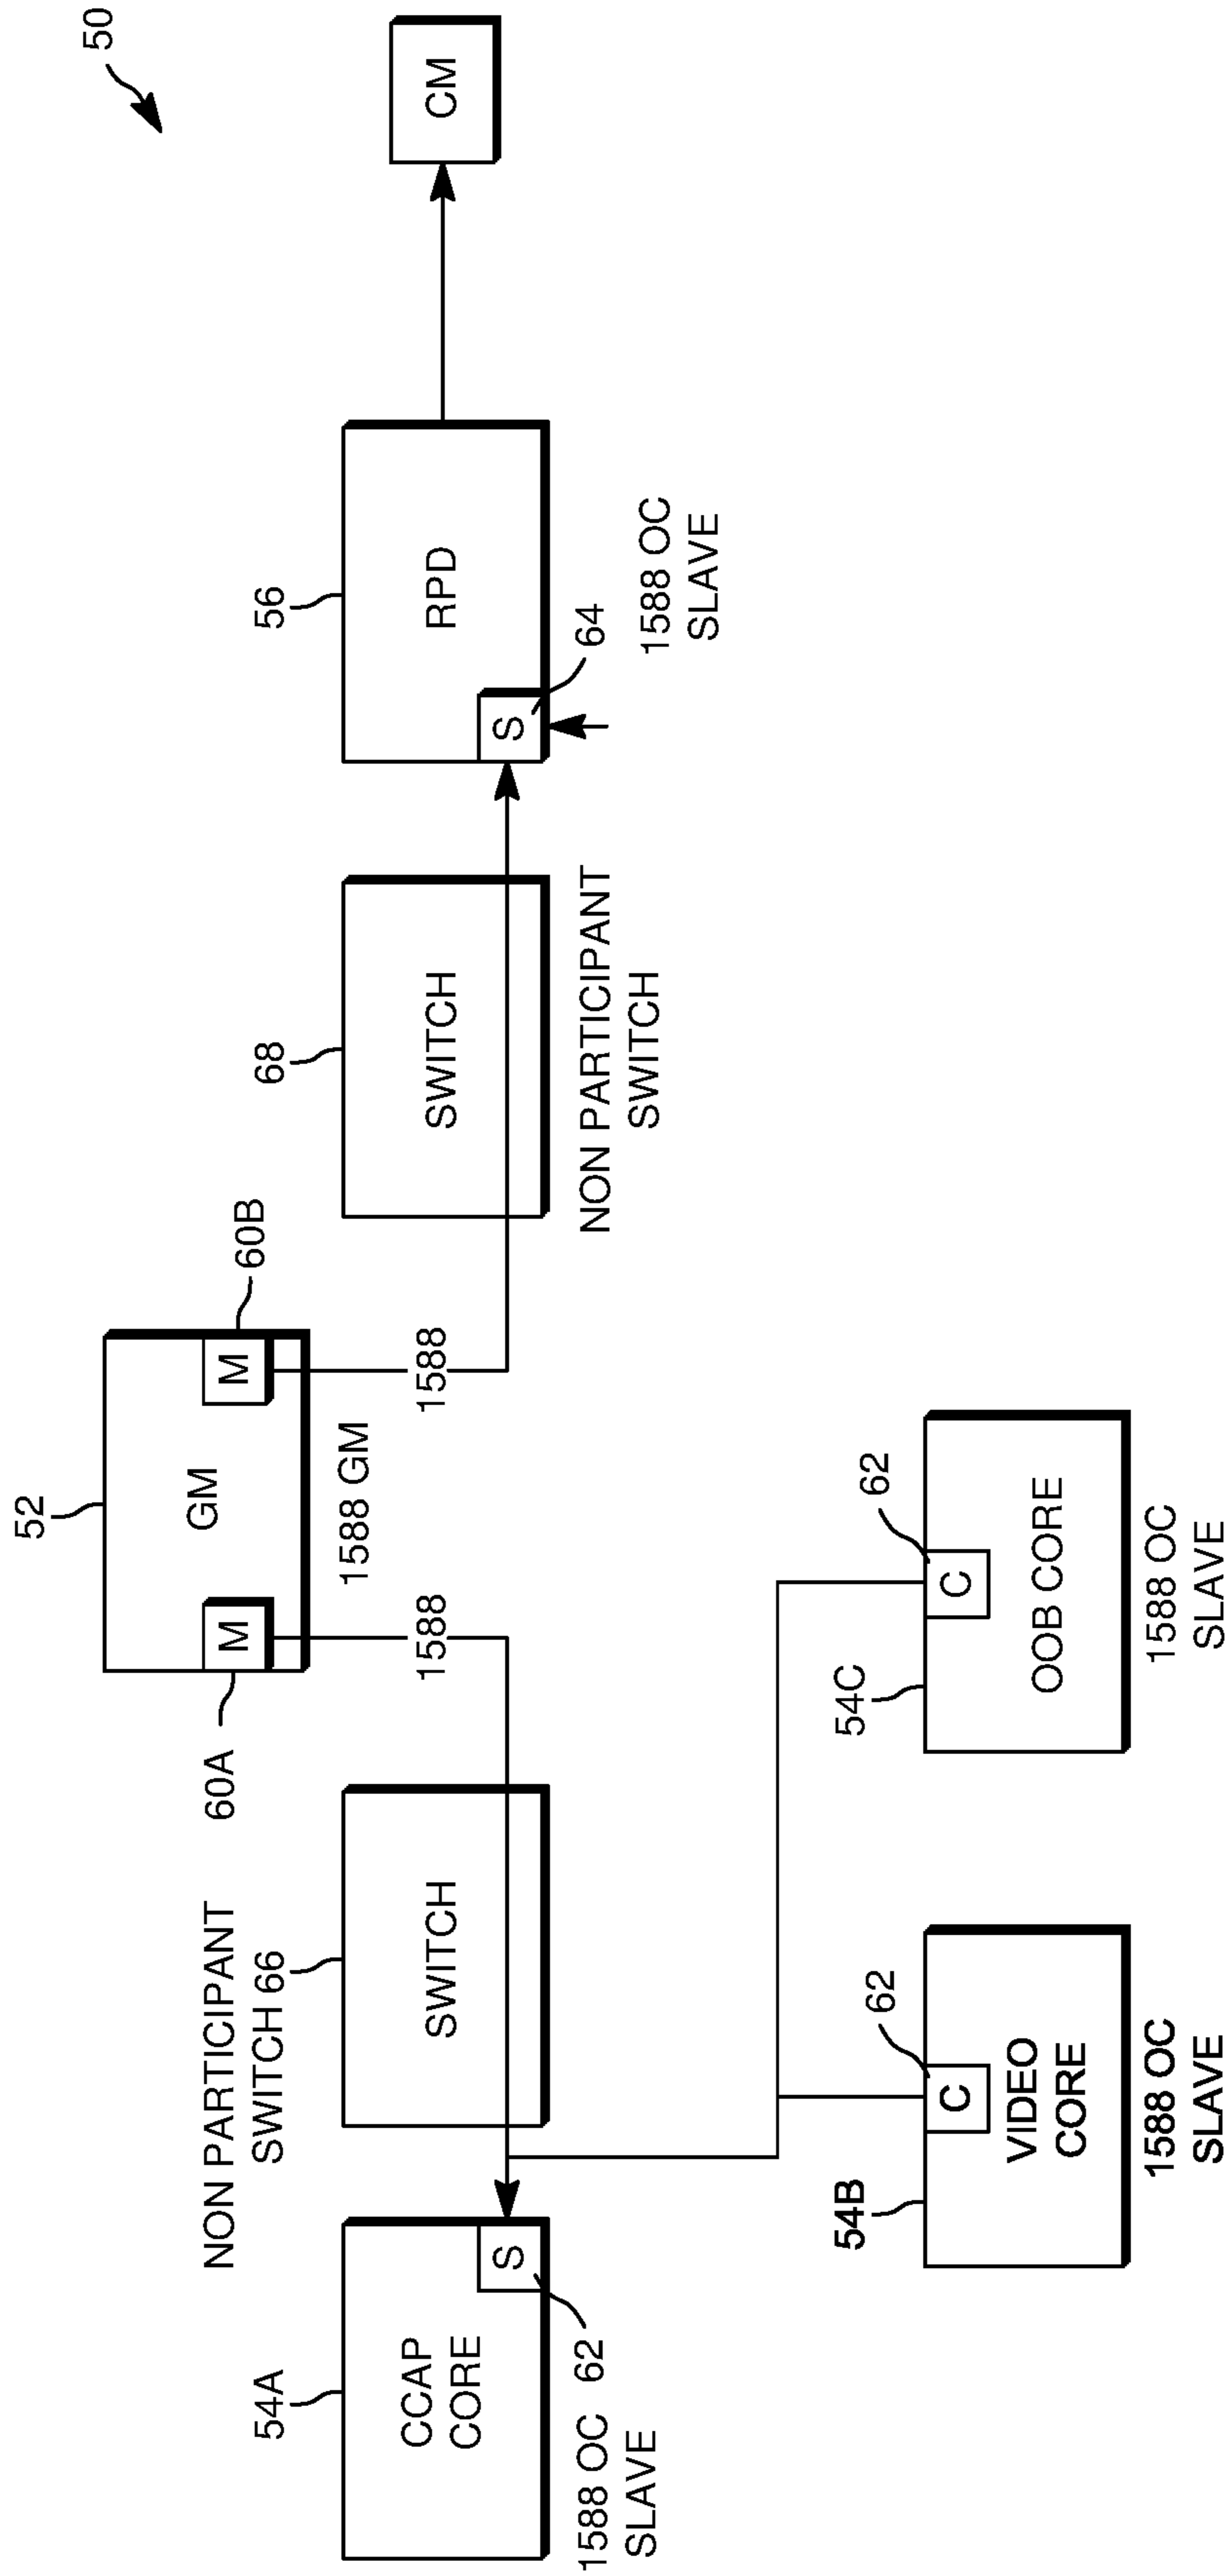 50
52
GM
M
60A
M
60B
1588 GM
1588
1588
NON PARTICIPANT
SWITCH 66
54A
CCAP
CORE
S
62
1588 OC
SLAVE
SWITCH
68
SWITCH
NON PARTICIPANT
SWITCH
56
RPD
S
64
1588 OC
SLAVE
CM
54B
62
C
VIDEO
CORE
1588 OC
SLAVE
54C
62
C
OOB CORE
1588 OC
SLAVE